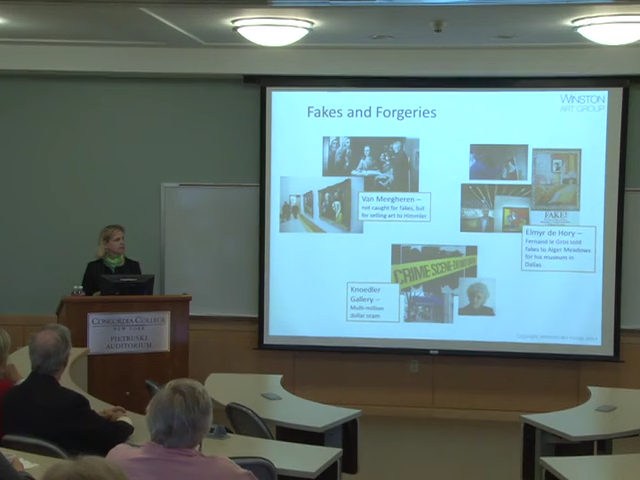 Fakes and Forgeries
WINSTON
ART GROUP
Van Meegheren –
not caught for fakes, but
for selling art to Himmler
FAKE!
Elmyr de Hory –
Fernand le Gros sold
fakes to Alger Meadows
for his museum in
Dallas
CRIME SCENE
Knoedler
Gallery –
Multi-million
dollar scam
CONCORDIA COLLEGE
NEW YORK
PIETRUSKI
AUDITORIUM